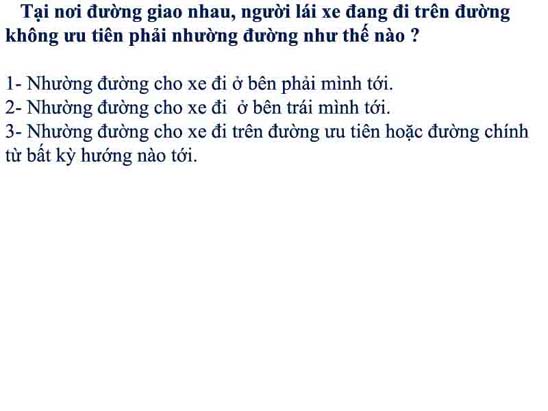 Tại nơi đường giao nhau, người lái xe đang đi trên đường
không ưu tiên phải nhường đường như thế nào ?
1- Nhường đường cho xe đi ở bên phải mình tới.
2- Nhường đường cho xe đi ở bên trái mình tới.
3- Nhường đường cho xe đi trên đường ưu tiên hoặc đường chính
từ bất kỳ hướng nào tới.